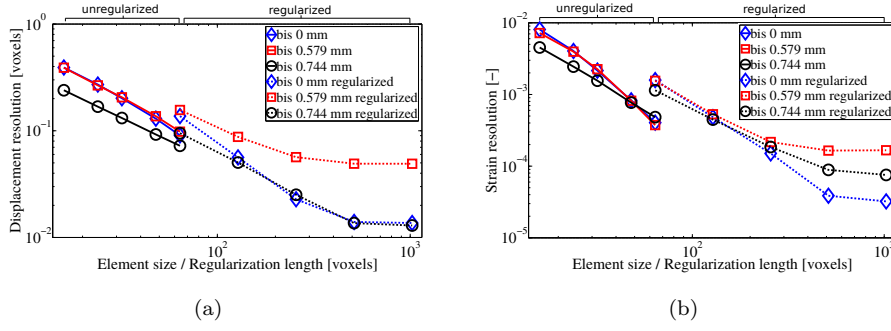 unregularized regularized
bis 0 mm
bis 0.579 mm
bis 0.744 mm
bis 0 mm regularized
bis 0.579 mm regularized
bis 0.744 mm regularized
10^0
10^-1
10^-2
Displacement resolution [voxels]
10^2 10^3
Element size / Regularization length [voxels]
(a)
unregularized regularized
bis 0 mm
bis 0.579 mm
bis 0.744 mm
bis 0 mm regularized
bis 0.579 mm regularized
bis 0.744 mm regularized
10^-2
10^-3
10^-4
10^-5
Strain resolution [−]
10^2 10^3
Element size / Regularization length [voxels]
(b)